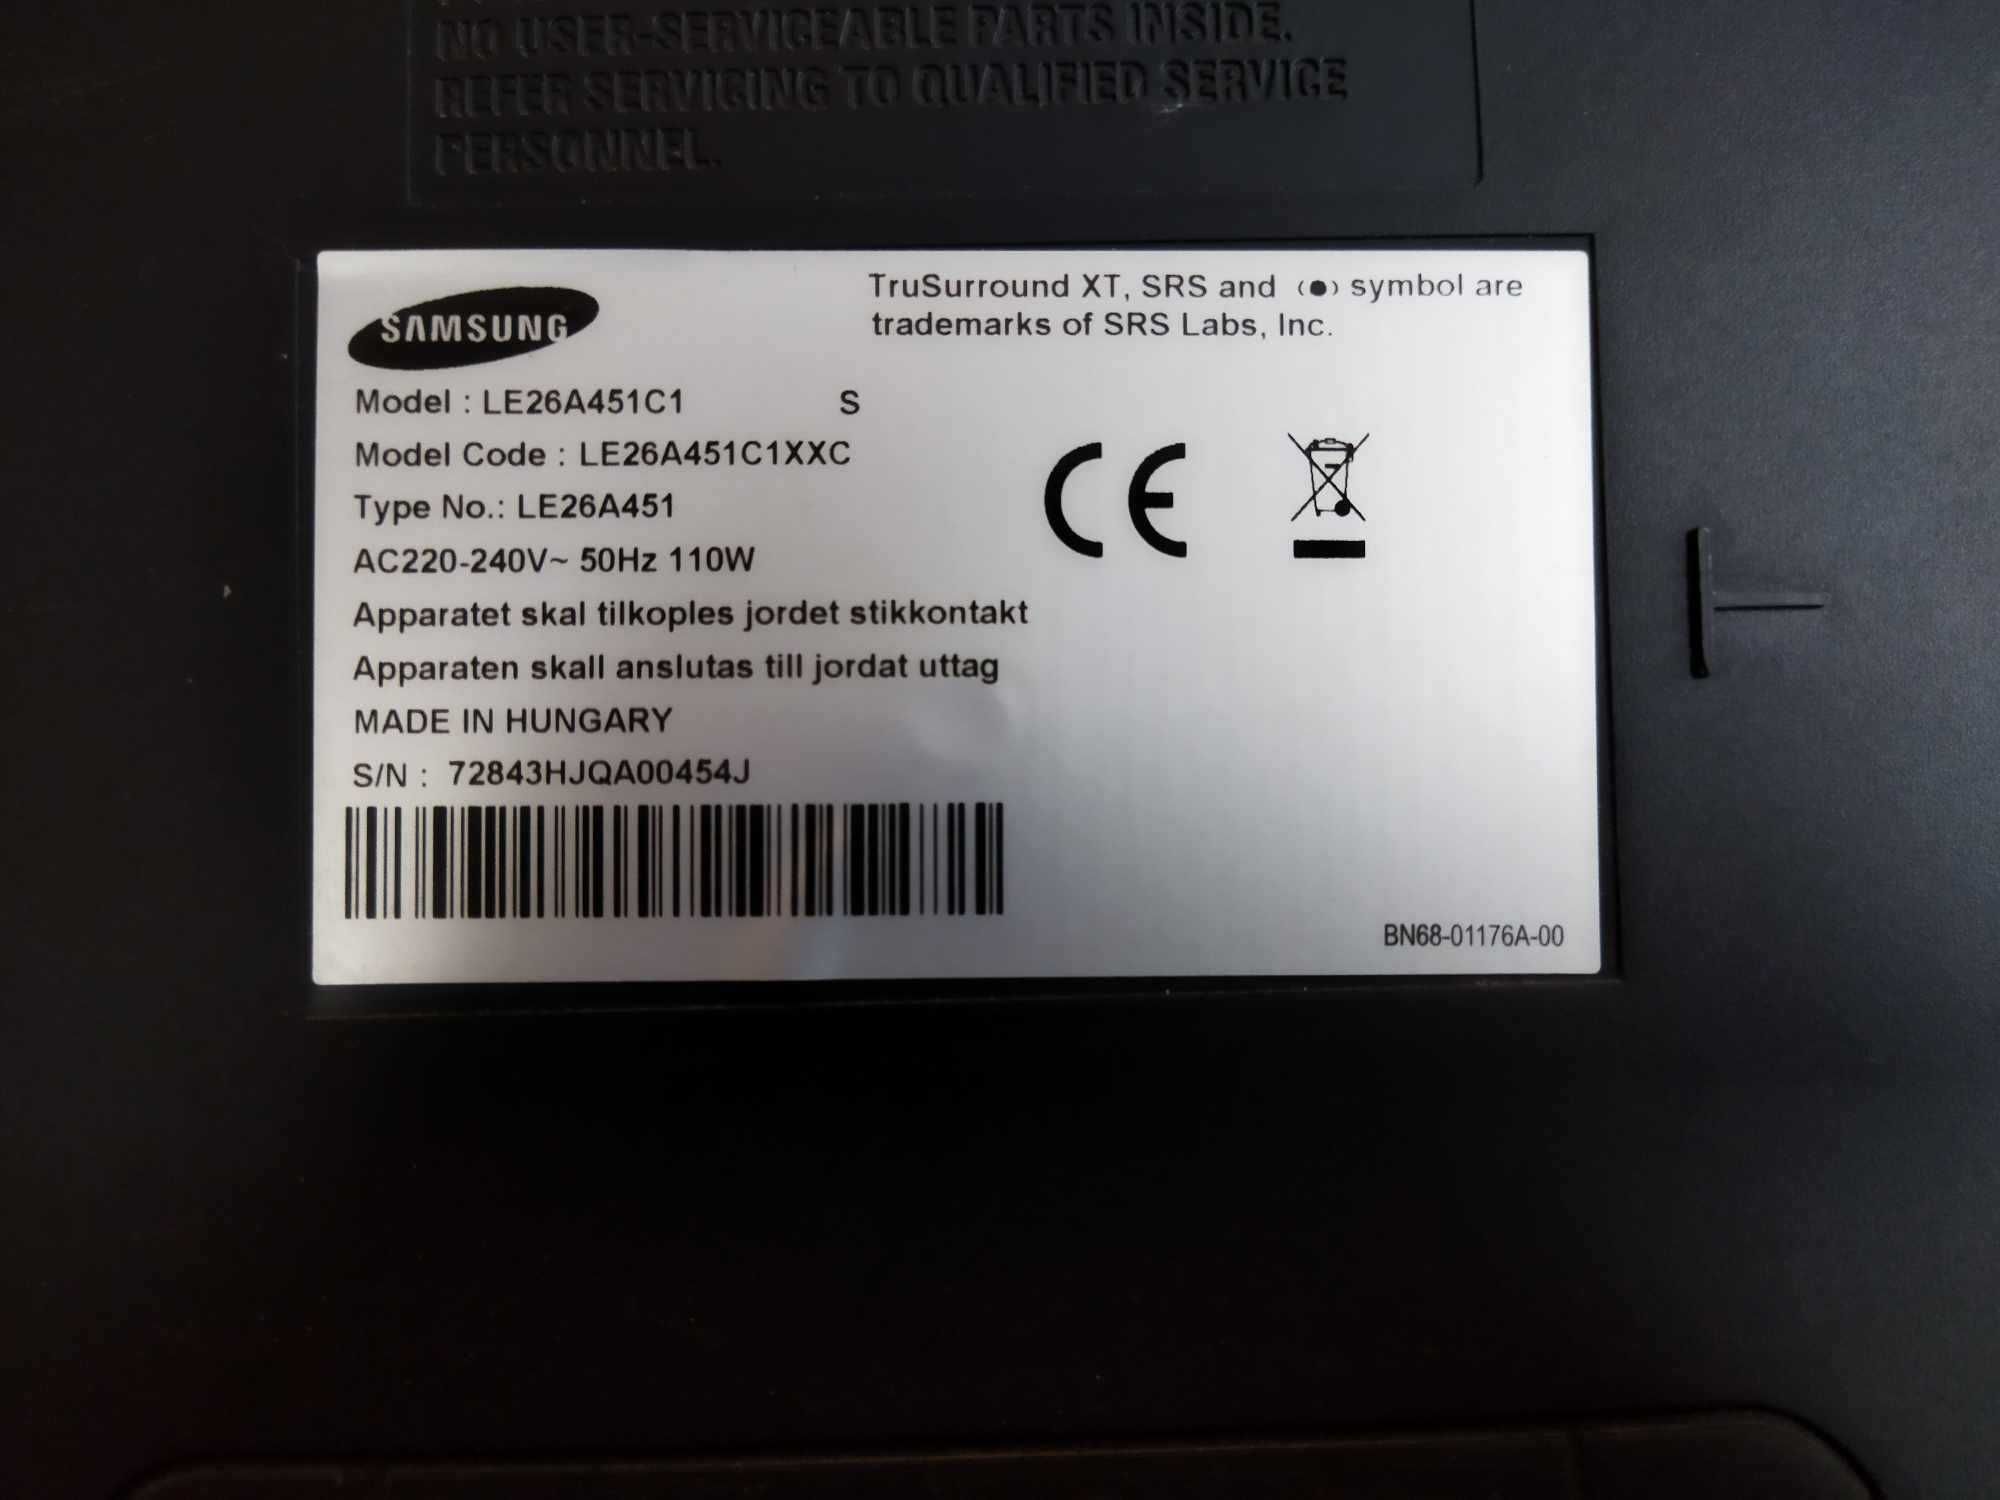 NO USER-SERVICEABLE PARTS INSIDE.
REFER SERVICING TO QUALIFIED SERVICE
PERSONNEL.
SAMSUNG
TruSurround XT, SRS and (●) symbol are
trademarks of SRS Labs, Inc.
Model : LE26A451C1 S
Model Code : LE26A451C1XXC
Type No.: LE26A451
AC220-240V~ 50Hz 110W
Apparatet skal tilkoples jordet stikkontakt
Apparaten skall anslutas till jordat uttag
MADE IN HUNGARY
S/N : 72843HJQA00454J
CE
BN68-01176A-00